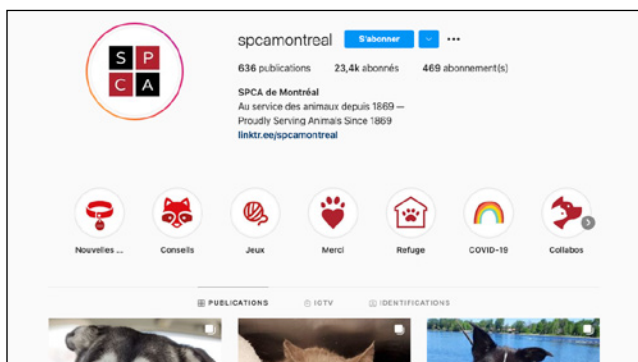 S P
C A
spcamontreal S'abonner
636 publications 23,4k abonnés 469 abonnement(s)
SPCA de Montréal
Au service des animaux depuis 1869 —
Proudly Serving Animals Since 1869
linktr.ee/spcamontreal
Nouvelles ... Conseils Jeux Merci Refuge COVID-19 Collabos
PUBLICATIONS IGTV IDENTIFICATIONS